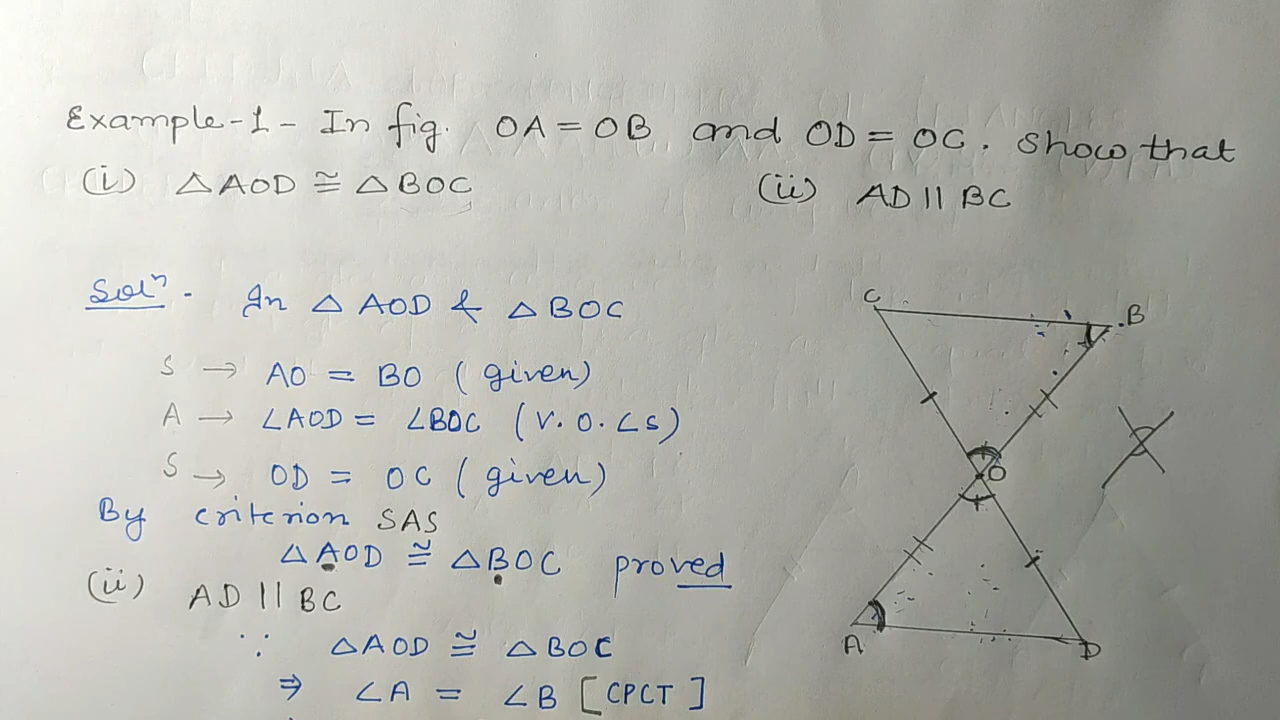 Example-1 - In fig. OA = OB and OD = OC. Show that
(i) △AOD ≅ △BOC (ii) AD || BC
Solⁿ - In △ AOD & △ BOC
S → AO = BO (given)
A → ∠AOD = ∠BOC (V.O.∠s)
S → OD = OC (given)
By criterion SAS
△AOD ≅ △BOC proved
(ii) AD || BC
∵ △AOD ≅ △BOC
⇒ ∠A = ∠B [CPCT]
C
B
O
A
D